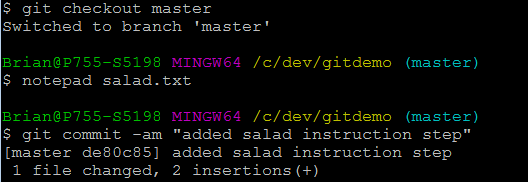 $ git checkout master
Switched to branch 'master'
Brian@P755-S5198 MINGW64 /c/dev/gitdemo (master)
$ notepad salad.txt
Brian@P755-S5198 MINGW64 /c/dev/gitdemo (master)
$ git commit -am "added salad instruction step"
[master de80c85] added salad instruction step
 1 file changed, 2 insertions(+)